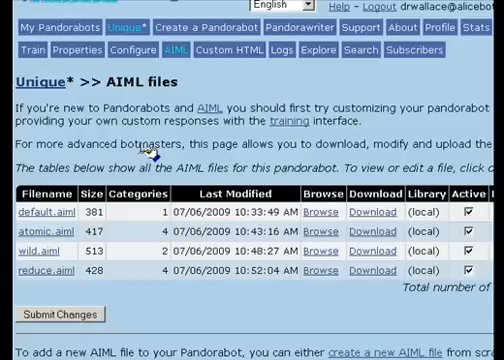 English
Help - Logout drwallace@alicebot
My Pandorabots Unique* Create a Pandorabot Pandorawriter Support About Profile Stats
Train Properties Configure AIML Custom HTML Logs Explore Search Subscribers
Unique* >> AIML files
If you're new to Pandorabots and AIML you should first try customizing your pandorabot
providing your own custom responses with the training interface.
For more advanced botmasters, this page allows you to download, modify and upload the
The tables below show all the AIML files for this pandorabot. To view or edit a file, click o
Filename Size Categories Last Modified Browse Download Library Active
default.aiml 381 1 07/06/2009 10:33:49 AM Browse Download (local)
atomic.aiml 417 4 07/06/2009 10:43:16 AM Browse Download (local)
wild.aiml 513 2 07/06/2009 10:48:27 AM Browse Download (local)
reduce.aiml 428 4 07/06/2009 10:52:04 AM Browse Download (local)
Total number of
Submit Changes
To add a new AIML file to your Pandorabot, you can either create a new AIML file from scr